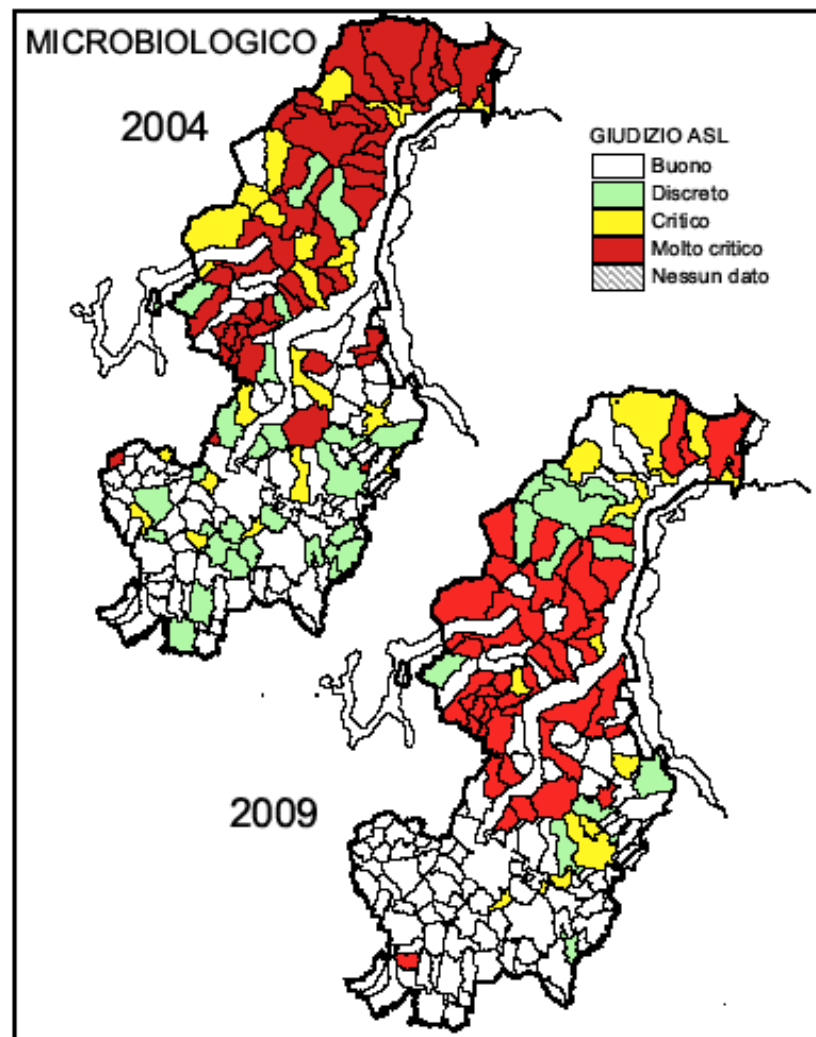 MICROBIOLOGICO
2004
GIUDIZIO ASL
Buono
Discreto
Critico
Molto critico
Nessun dato
2009